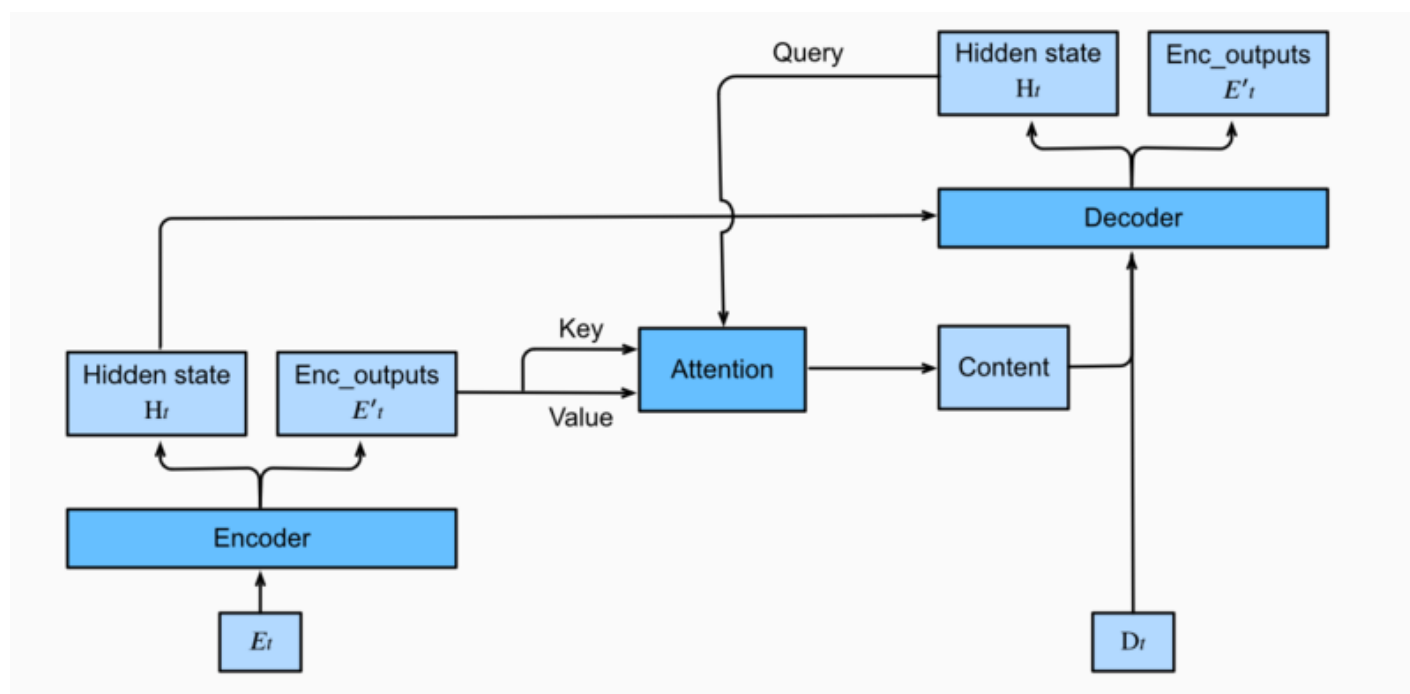 Query
Hidden state
Ht
Enc_outputs
E't
Decoder
Key
Attention
Content
Value
Hidden state
Ht
Enc_outputs
E't
Encoder
Et
Dt